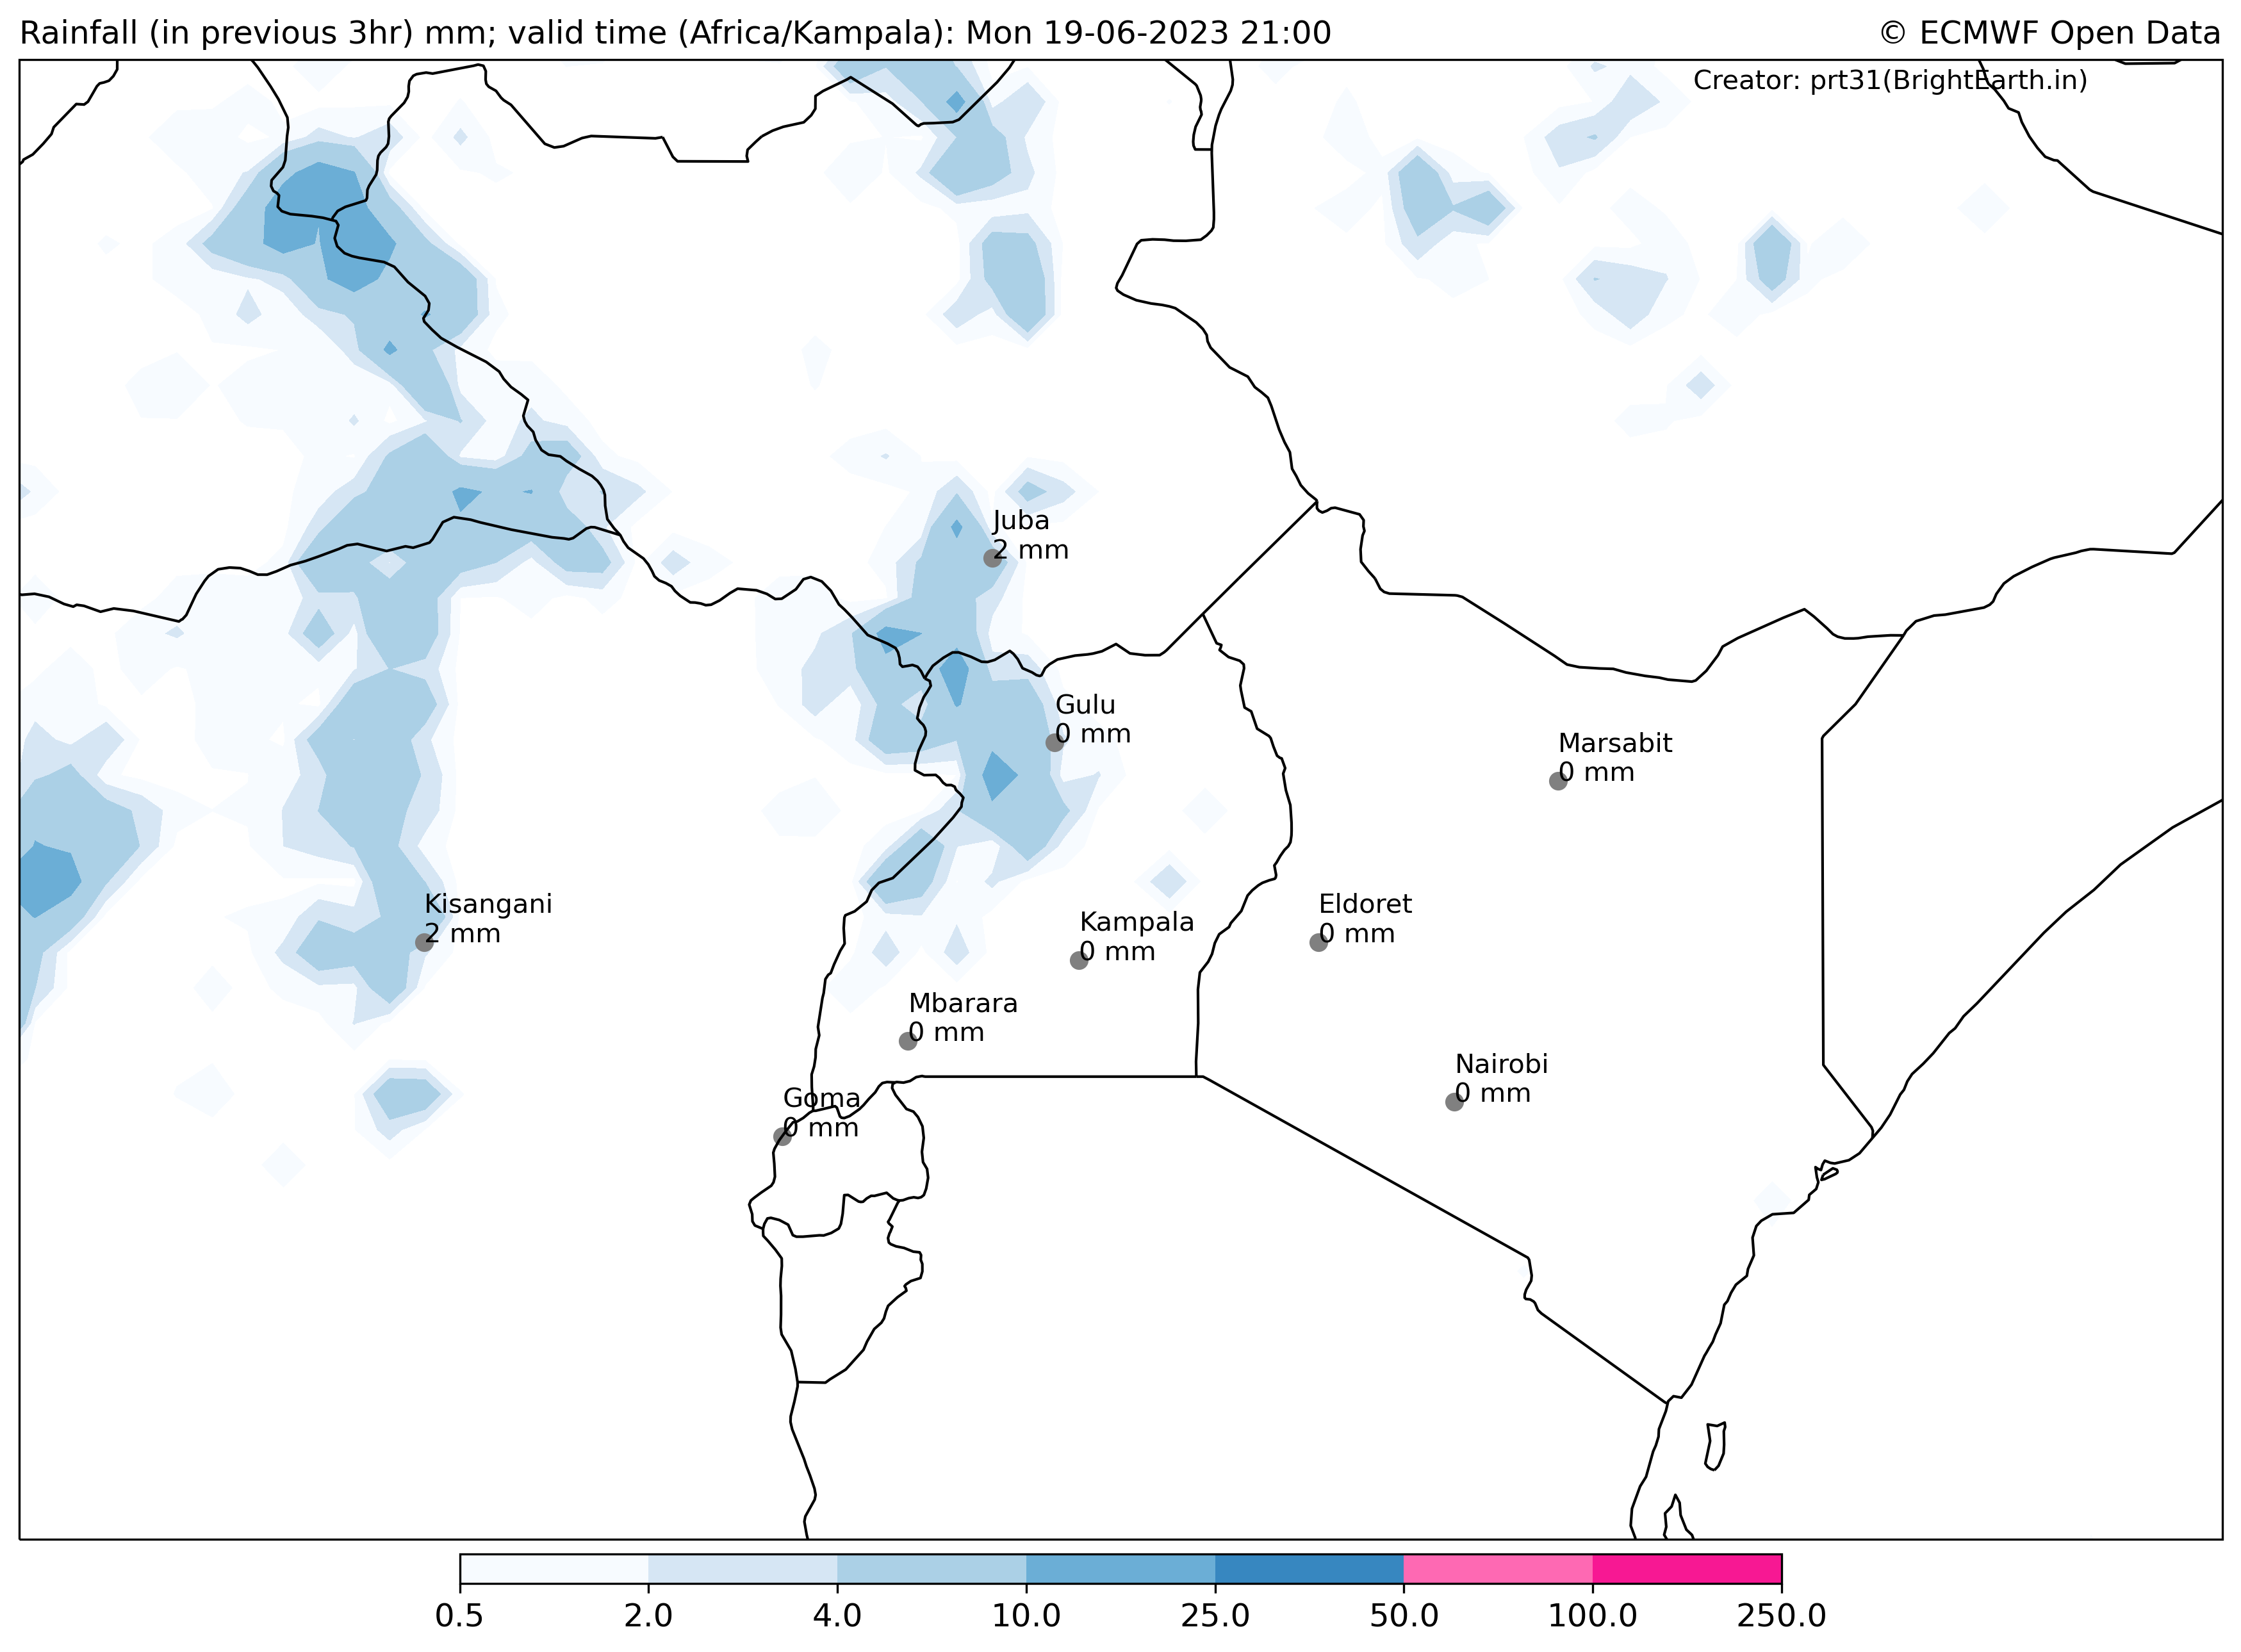 Rainfall (in previous 3hr) mm; valid time (Africa/Kampala): Mon 19-06-2023 21:00
© ECMWF Open Data
Creator: prt31(BrightEarth.in)
Juba
2 mm
Gulu
0 mm
Marsabit
0 mm
Kisangani
2 mm
Kampala
0 mm
Eldoret
0 mm
Mbarara
0 mm
Nairobi
0 mm
Goma
0 mm
0.5 2.0 4.0 10.0 25.0 50.0 100.0 250.0